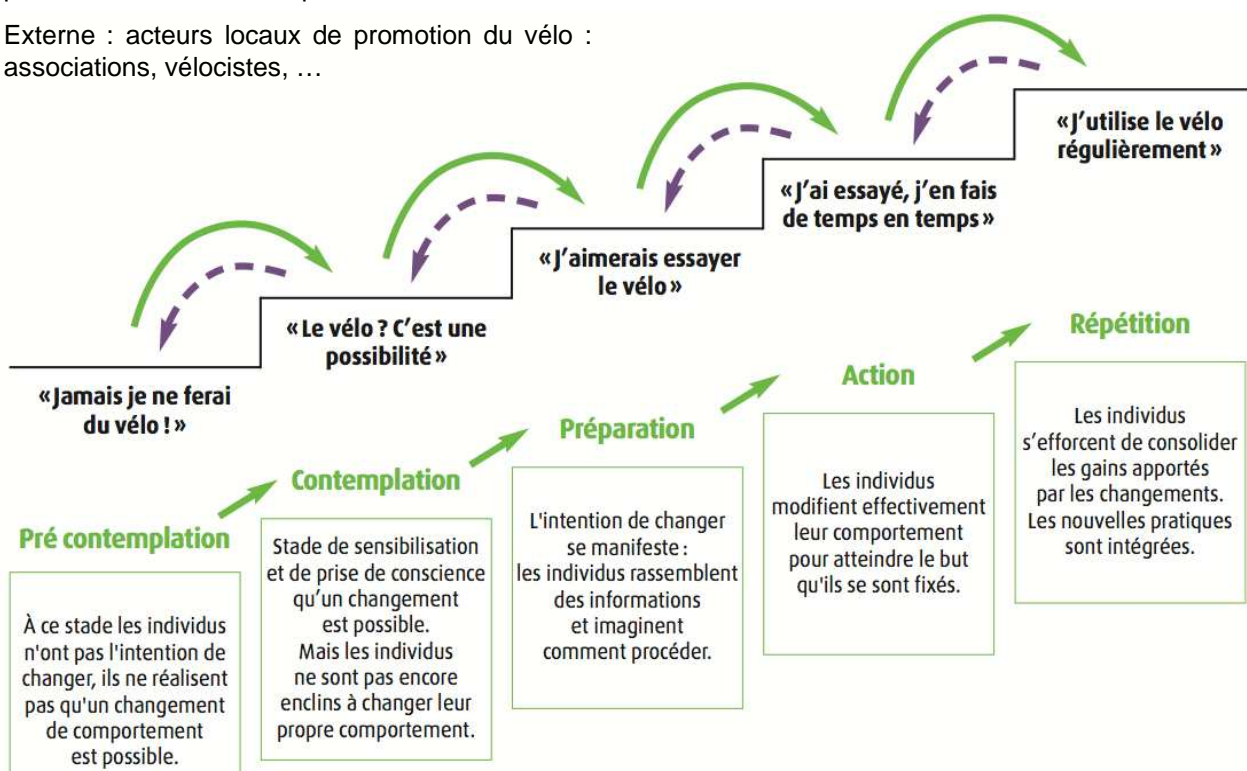 Externe : acteurs locaux de promotion du vélo :
associations, vélocistes, …
«Jamais je ne ferai
du vélo !»
«Le vélo ? C’est une
possibilité»
«J’aimerais essayer
le vélo»
«J’ai essayé, j’en fais
de temps en temps»
«J’utilise le vélo
régulièrement»
Pré contemplation
À ce stade les individus
n'ont pas l'intention de
changer, ils ne réalisent
pas qu'un changement
de comportement
est possible.
Contemplation
Stade de sensibilisation
et de prise de conscience
qu’un changement
est possible.
Mais les individus
ne sont pas encore
enclins à changer leur
propre comportement.
Préparation
L'intention de changer
se manifeste :
les individus rassemblent
des informations
et imaginent
comment procéder.
Action
Les individus
modifient effectivement
leur comportement
pour atteindre le but
qu'ils se sont fixés.
Répétition
Les individus
s’efforcent de consolider
les gains apportés
par les changements.
Les nouvelles pratiques
sont intégrées.